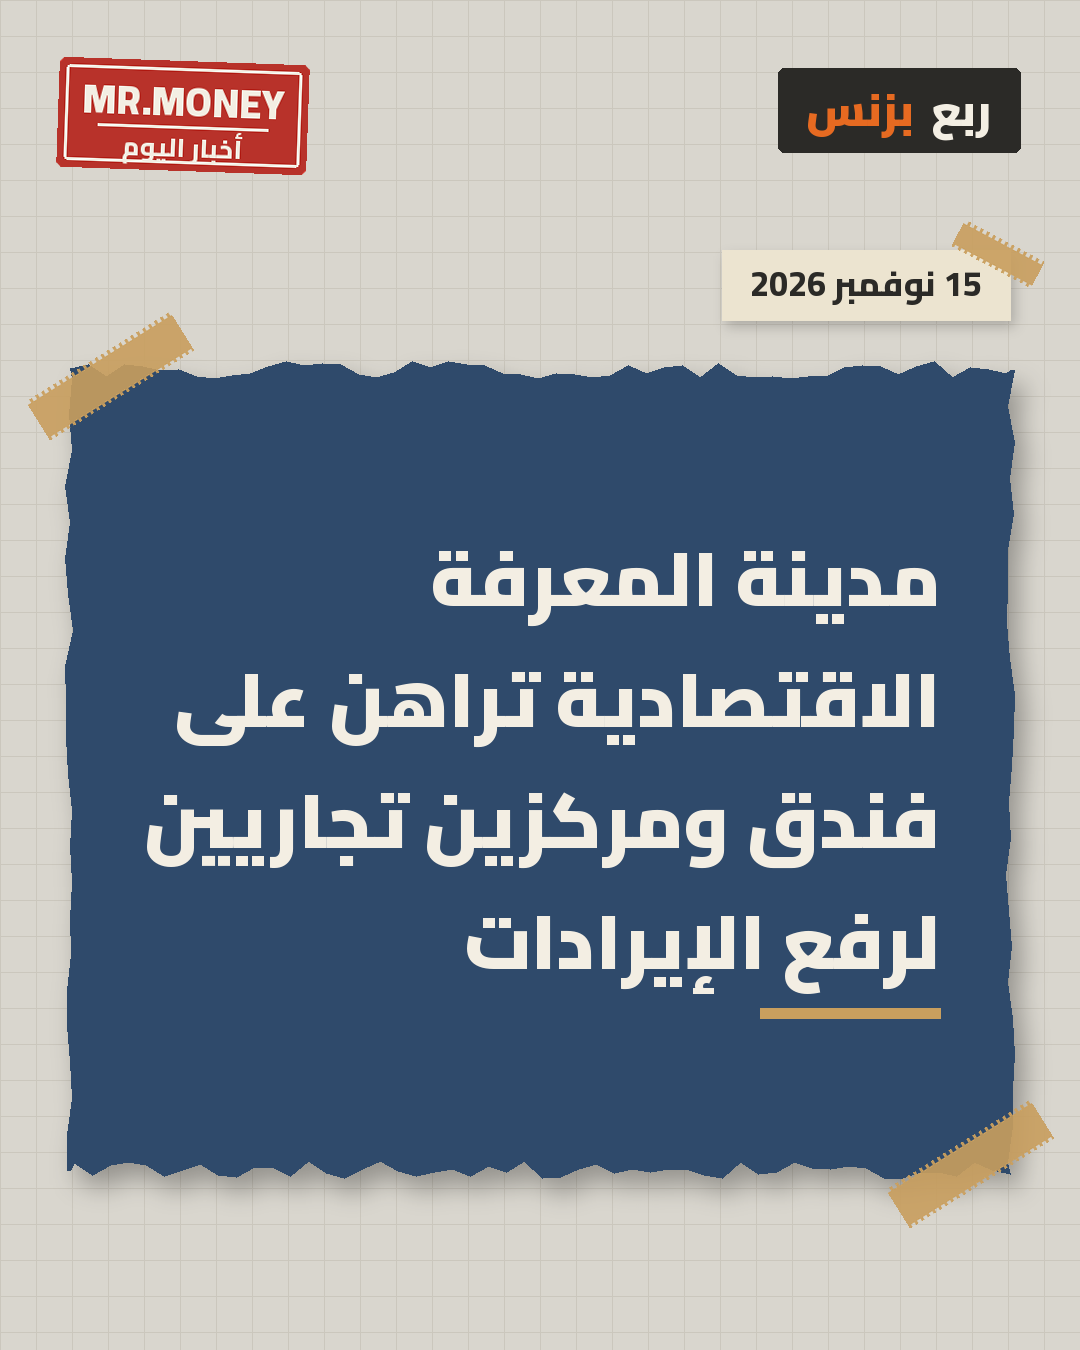 MR.MONEY
أخبار اليوم
ربع بزنس
15 نوفمبر 2026
مدينة المعرفة
الاقتصادية تراهن على
فندق ومركزين تجاريين
لرفع الإيرادات